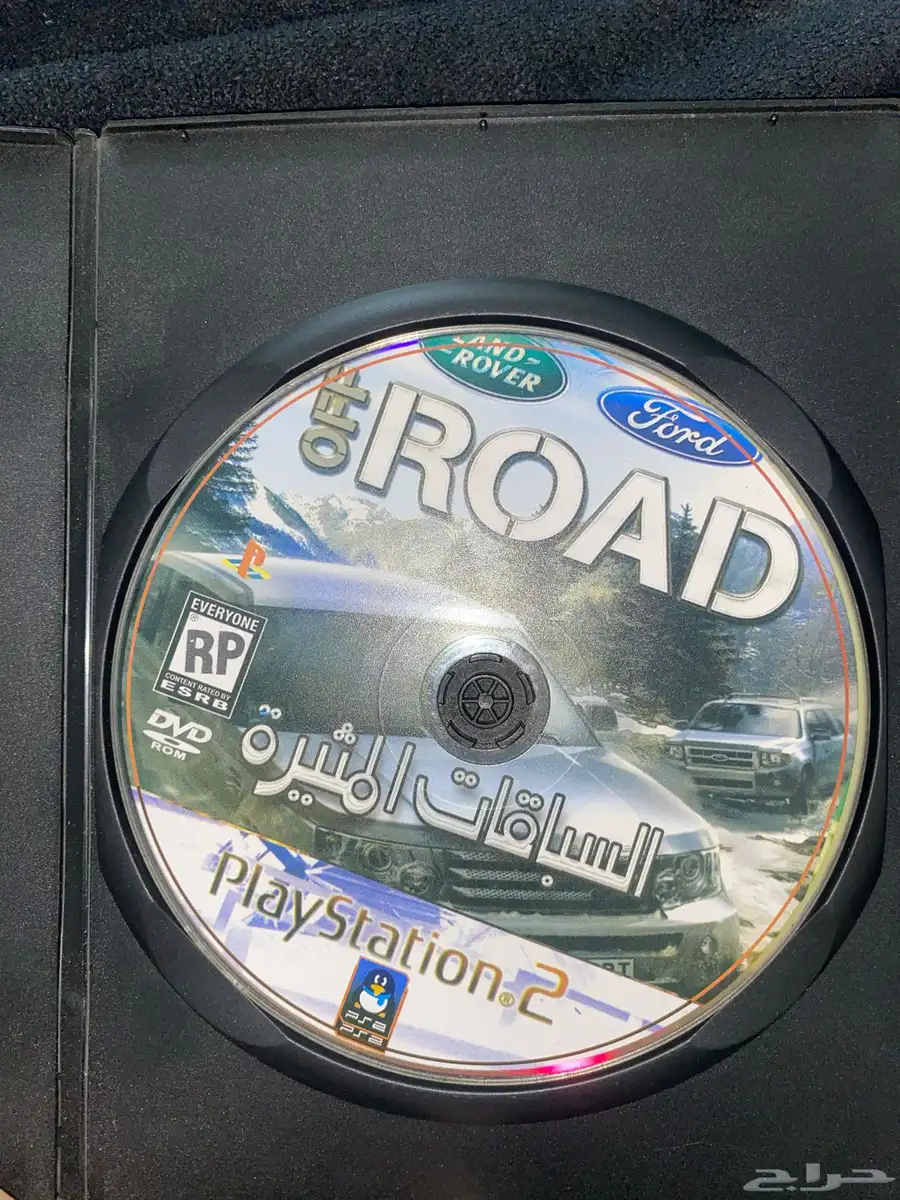 LAND-
-ROVER
Ford
OFF
ROAD
EVERYONE
RP
®
CONTENT RATED BY
ESRB
DVD
ROM
السباقات المثيرة
PlayStation®2
PS2
PS2
حراج